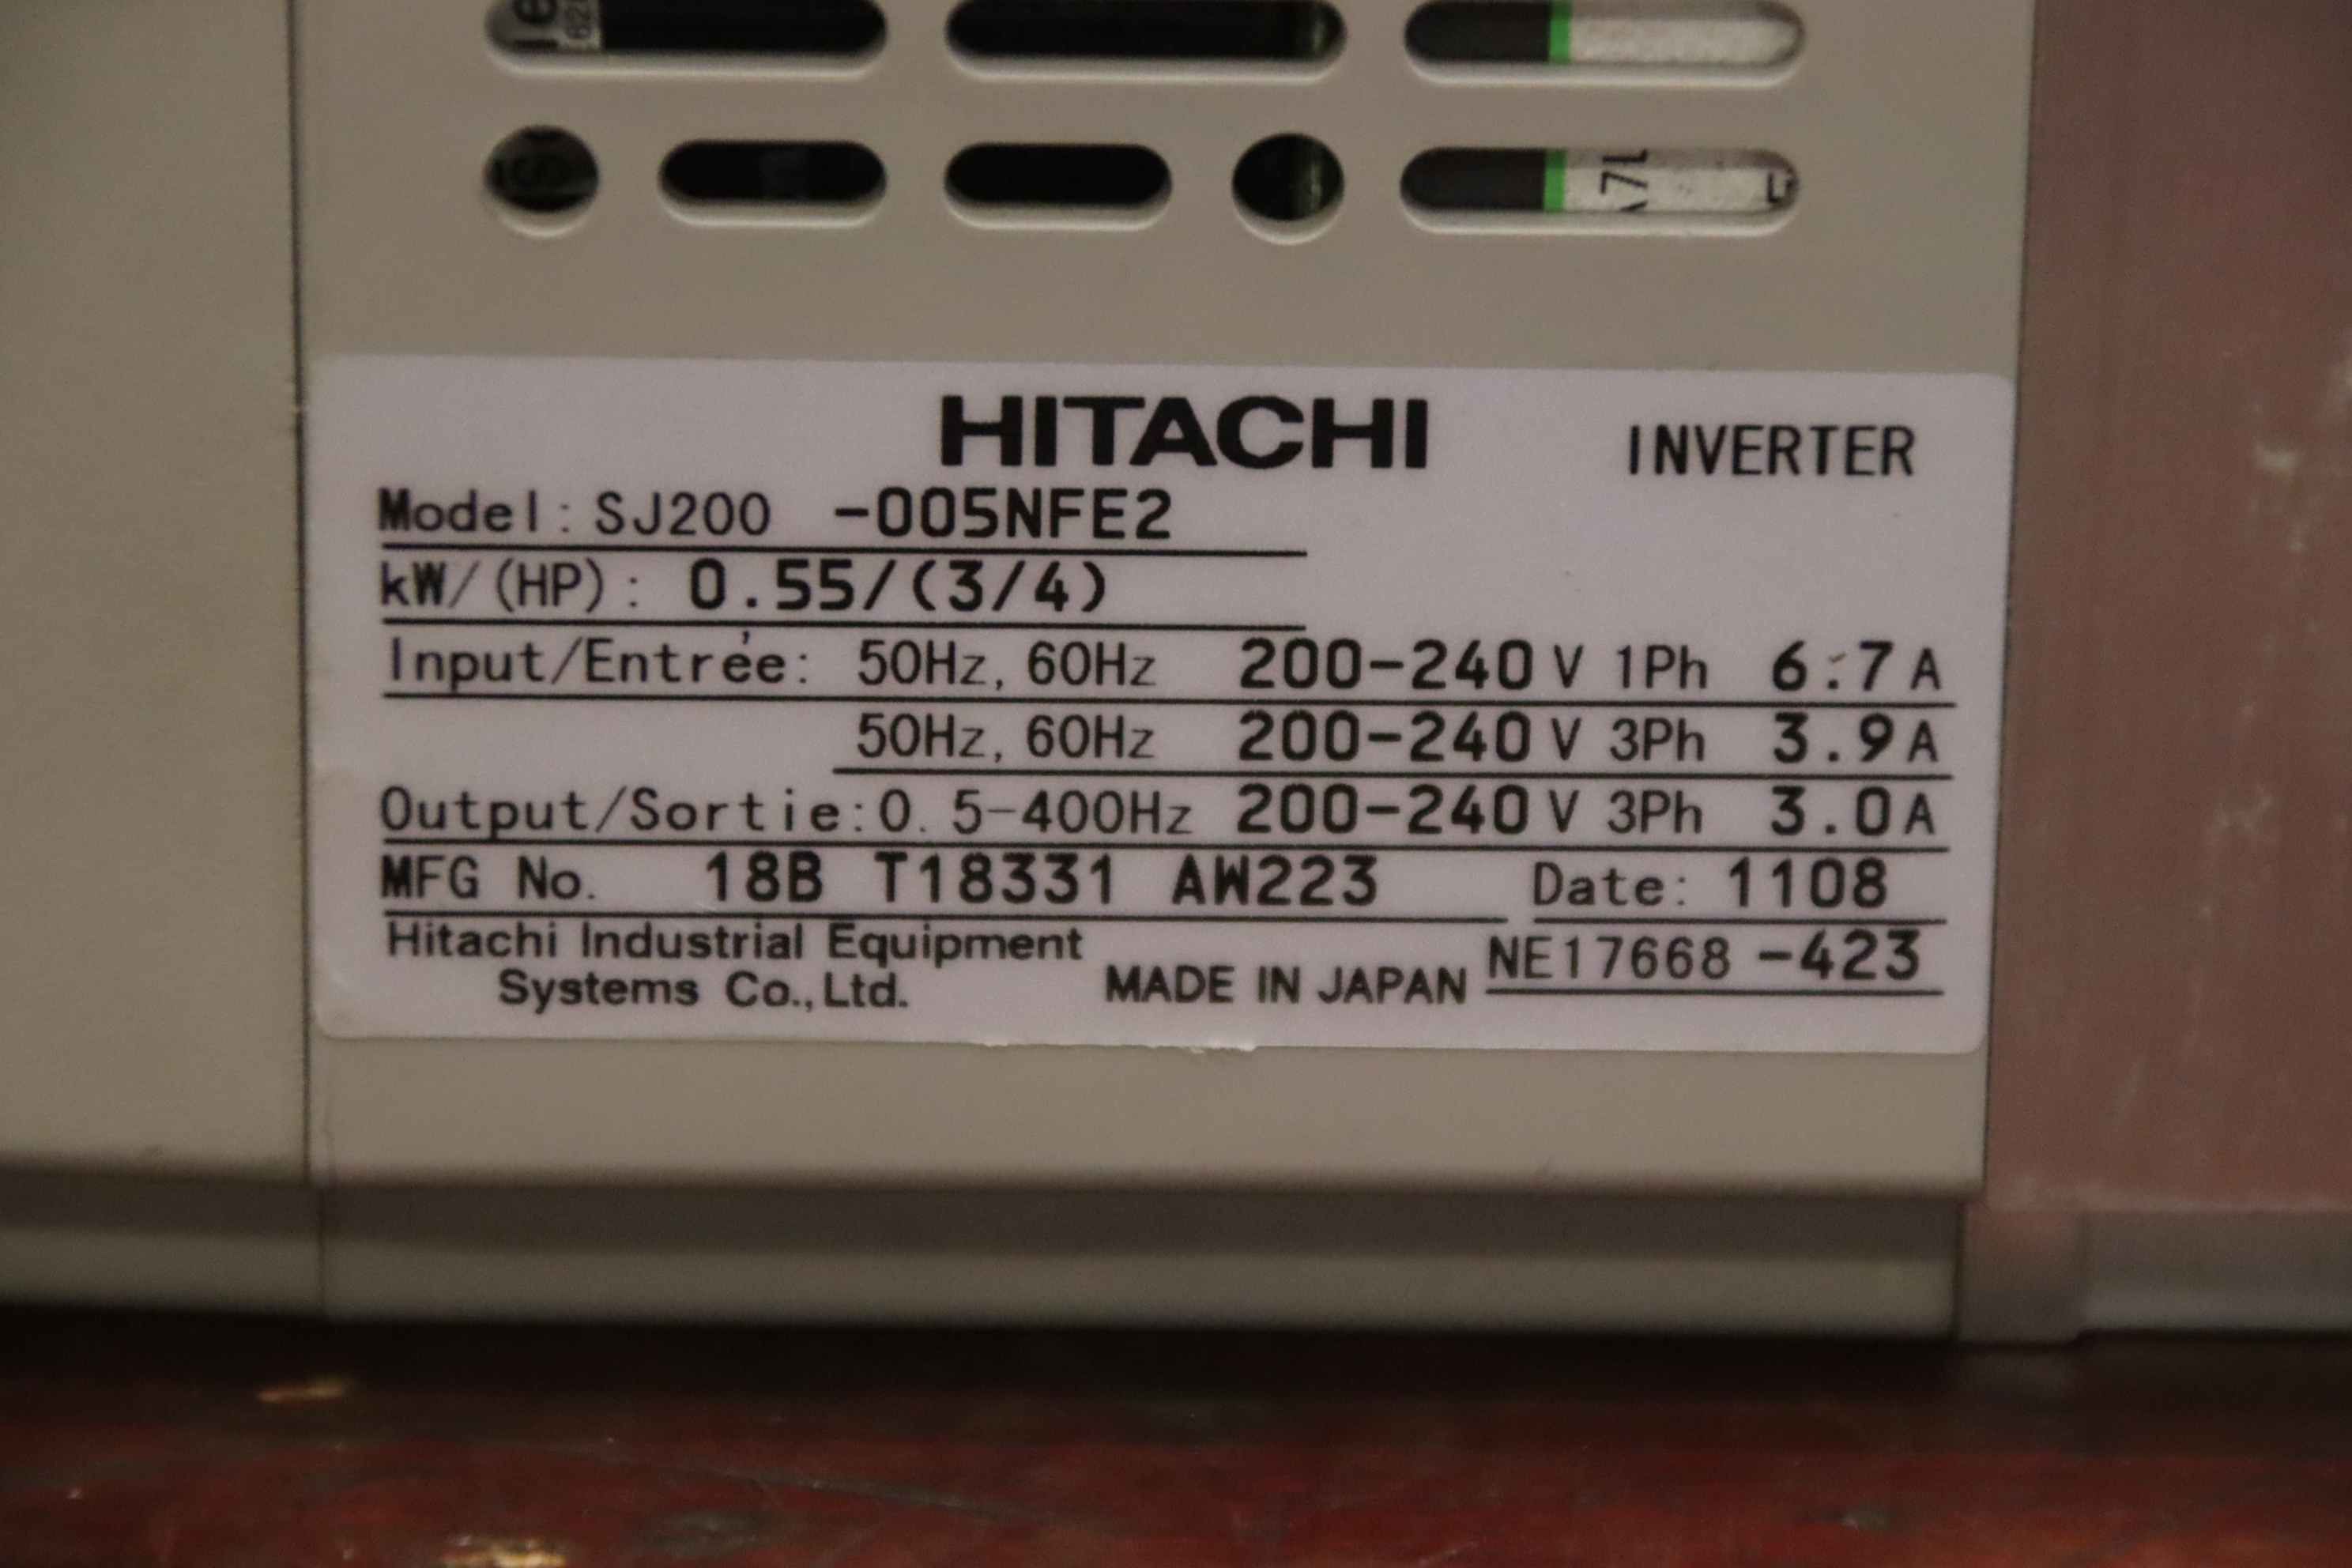 HITACHI INVERTER
Model: SJ200 -005NFE2
kW/(HP): 0.55/(3/4)
Input/Entrée: 50Hz, 60Hz 200-240 V 1Ph 6.7 A
50Hz, 60Hz 200-240 V 3Ph 3.9 A
Output/Sortie: 0.5-400Hz 200-240 V 3Ph 3.0 A
MFG No. 18B T18331 AW223 Date: 1108
Hitachi Industrial Equipment
Systems Co., Ltd. MADE IN JAPAN NE17668 -423